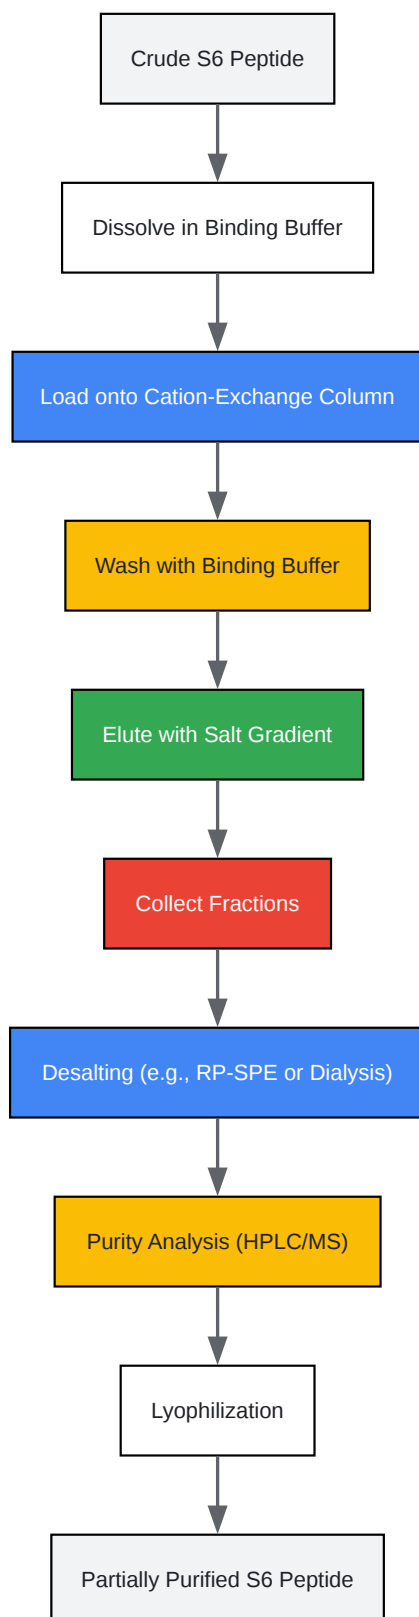 Crude S6 Peptide
Dissolve in Binding Buffer
Load onto Cation-Exchange Column
Wash with Binding Buffer
Elute with Salt Gradient
Collect Fractions
Desalting (e.g., RP-SPE or Dialysis)
Purity Analysis (HPLC/MS)
Lyophilization
Partially Purified S6 Peptide